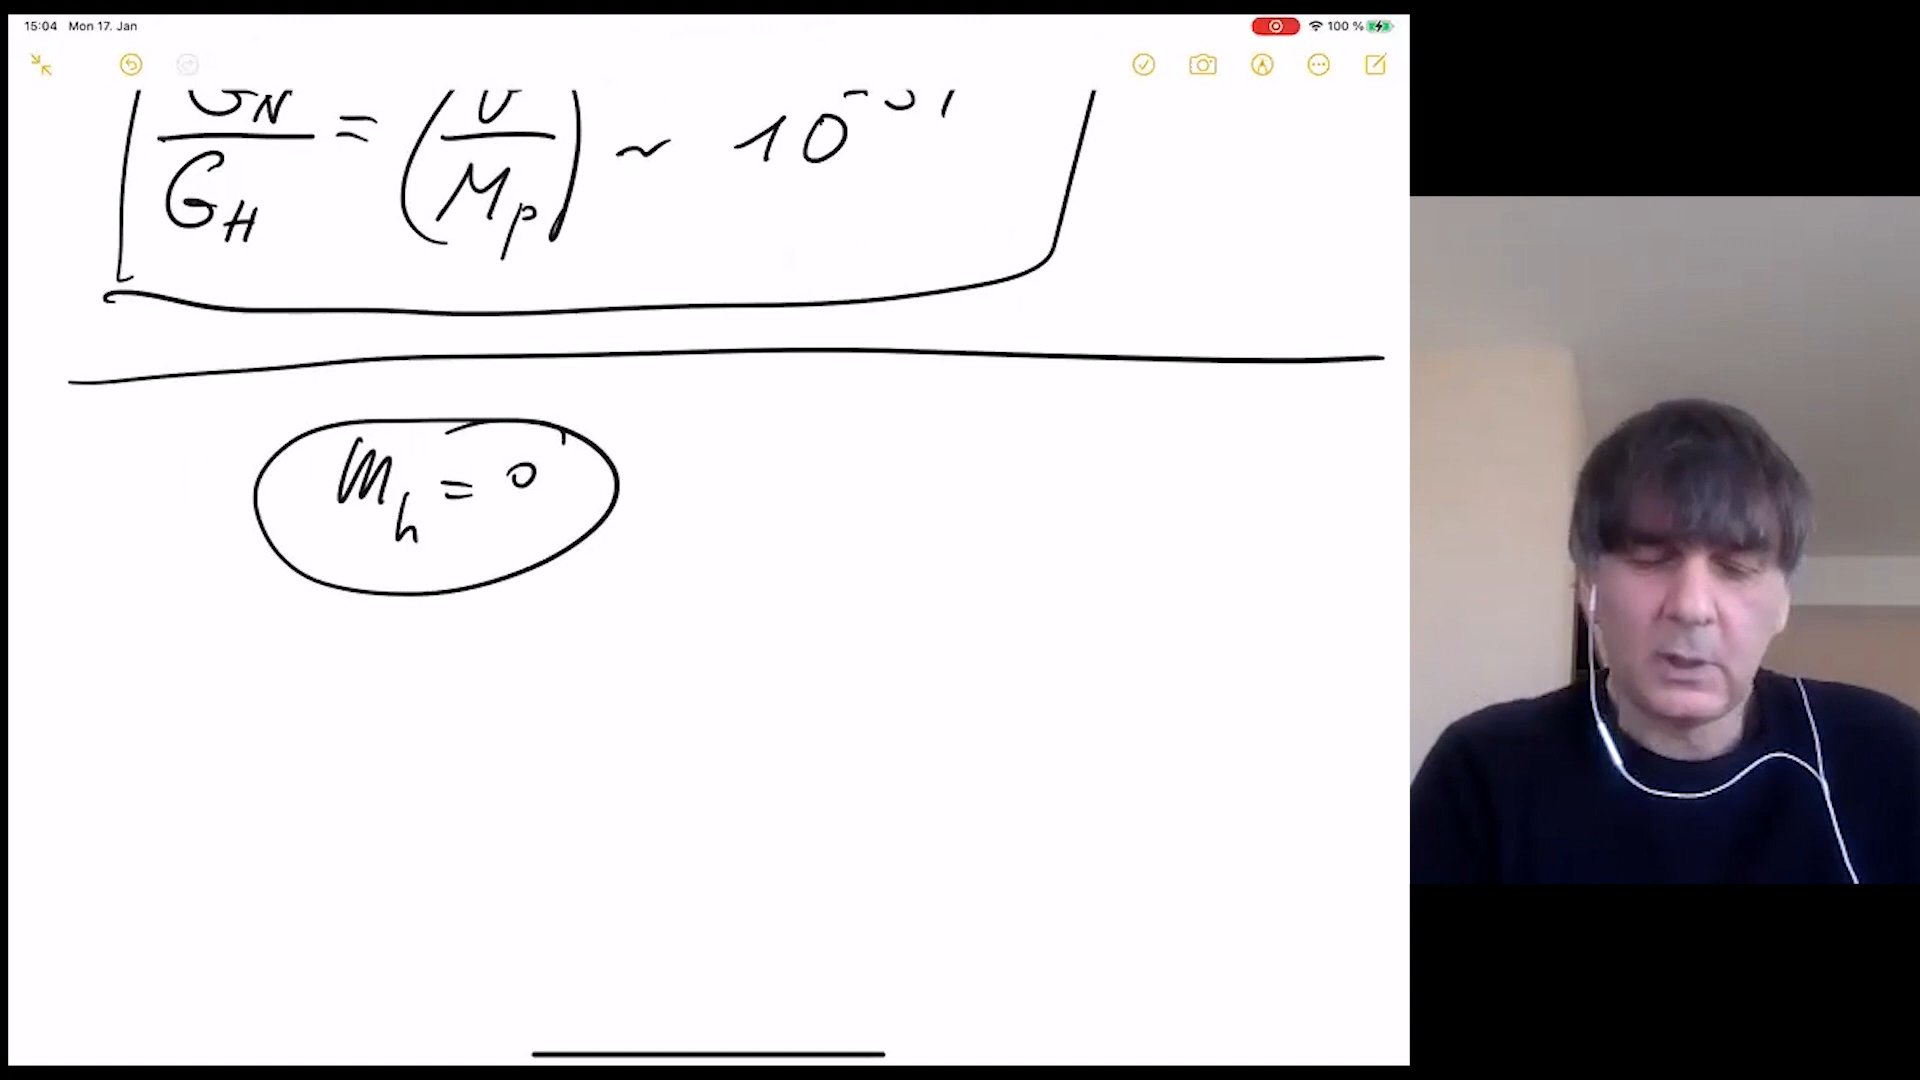 15:04 Mon 17. Jan 100 %
G_N / G_H = (v / M_p) ~ 10
m_h = 0